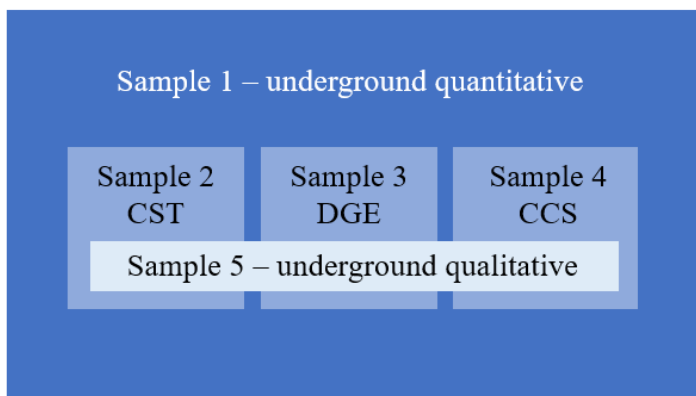 Sample 1 – underground quantitative
Sample 2
CST
Sample 3
DGE
Sample 4
CCS
Sample 5 – underground qualitative